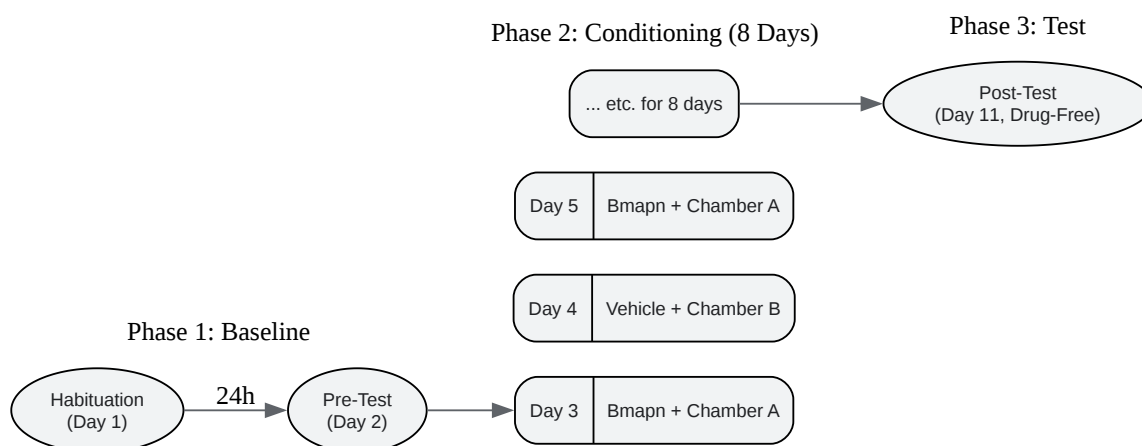 Phase 1: Baseline
Habituation
(Day 1)
24h
Pre-Test
(Day 2)
Phase 2: Conditioning (8 Days)
... etc. for 8 days
Day 5
Bmapn + Chamber A
Day 4
Vehicle + Chamber B
Day 3
Bmapn + Chamber A
Phase 3: Test
Post-Test
(Day 11, Drug-Free)